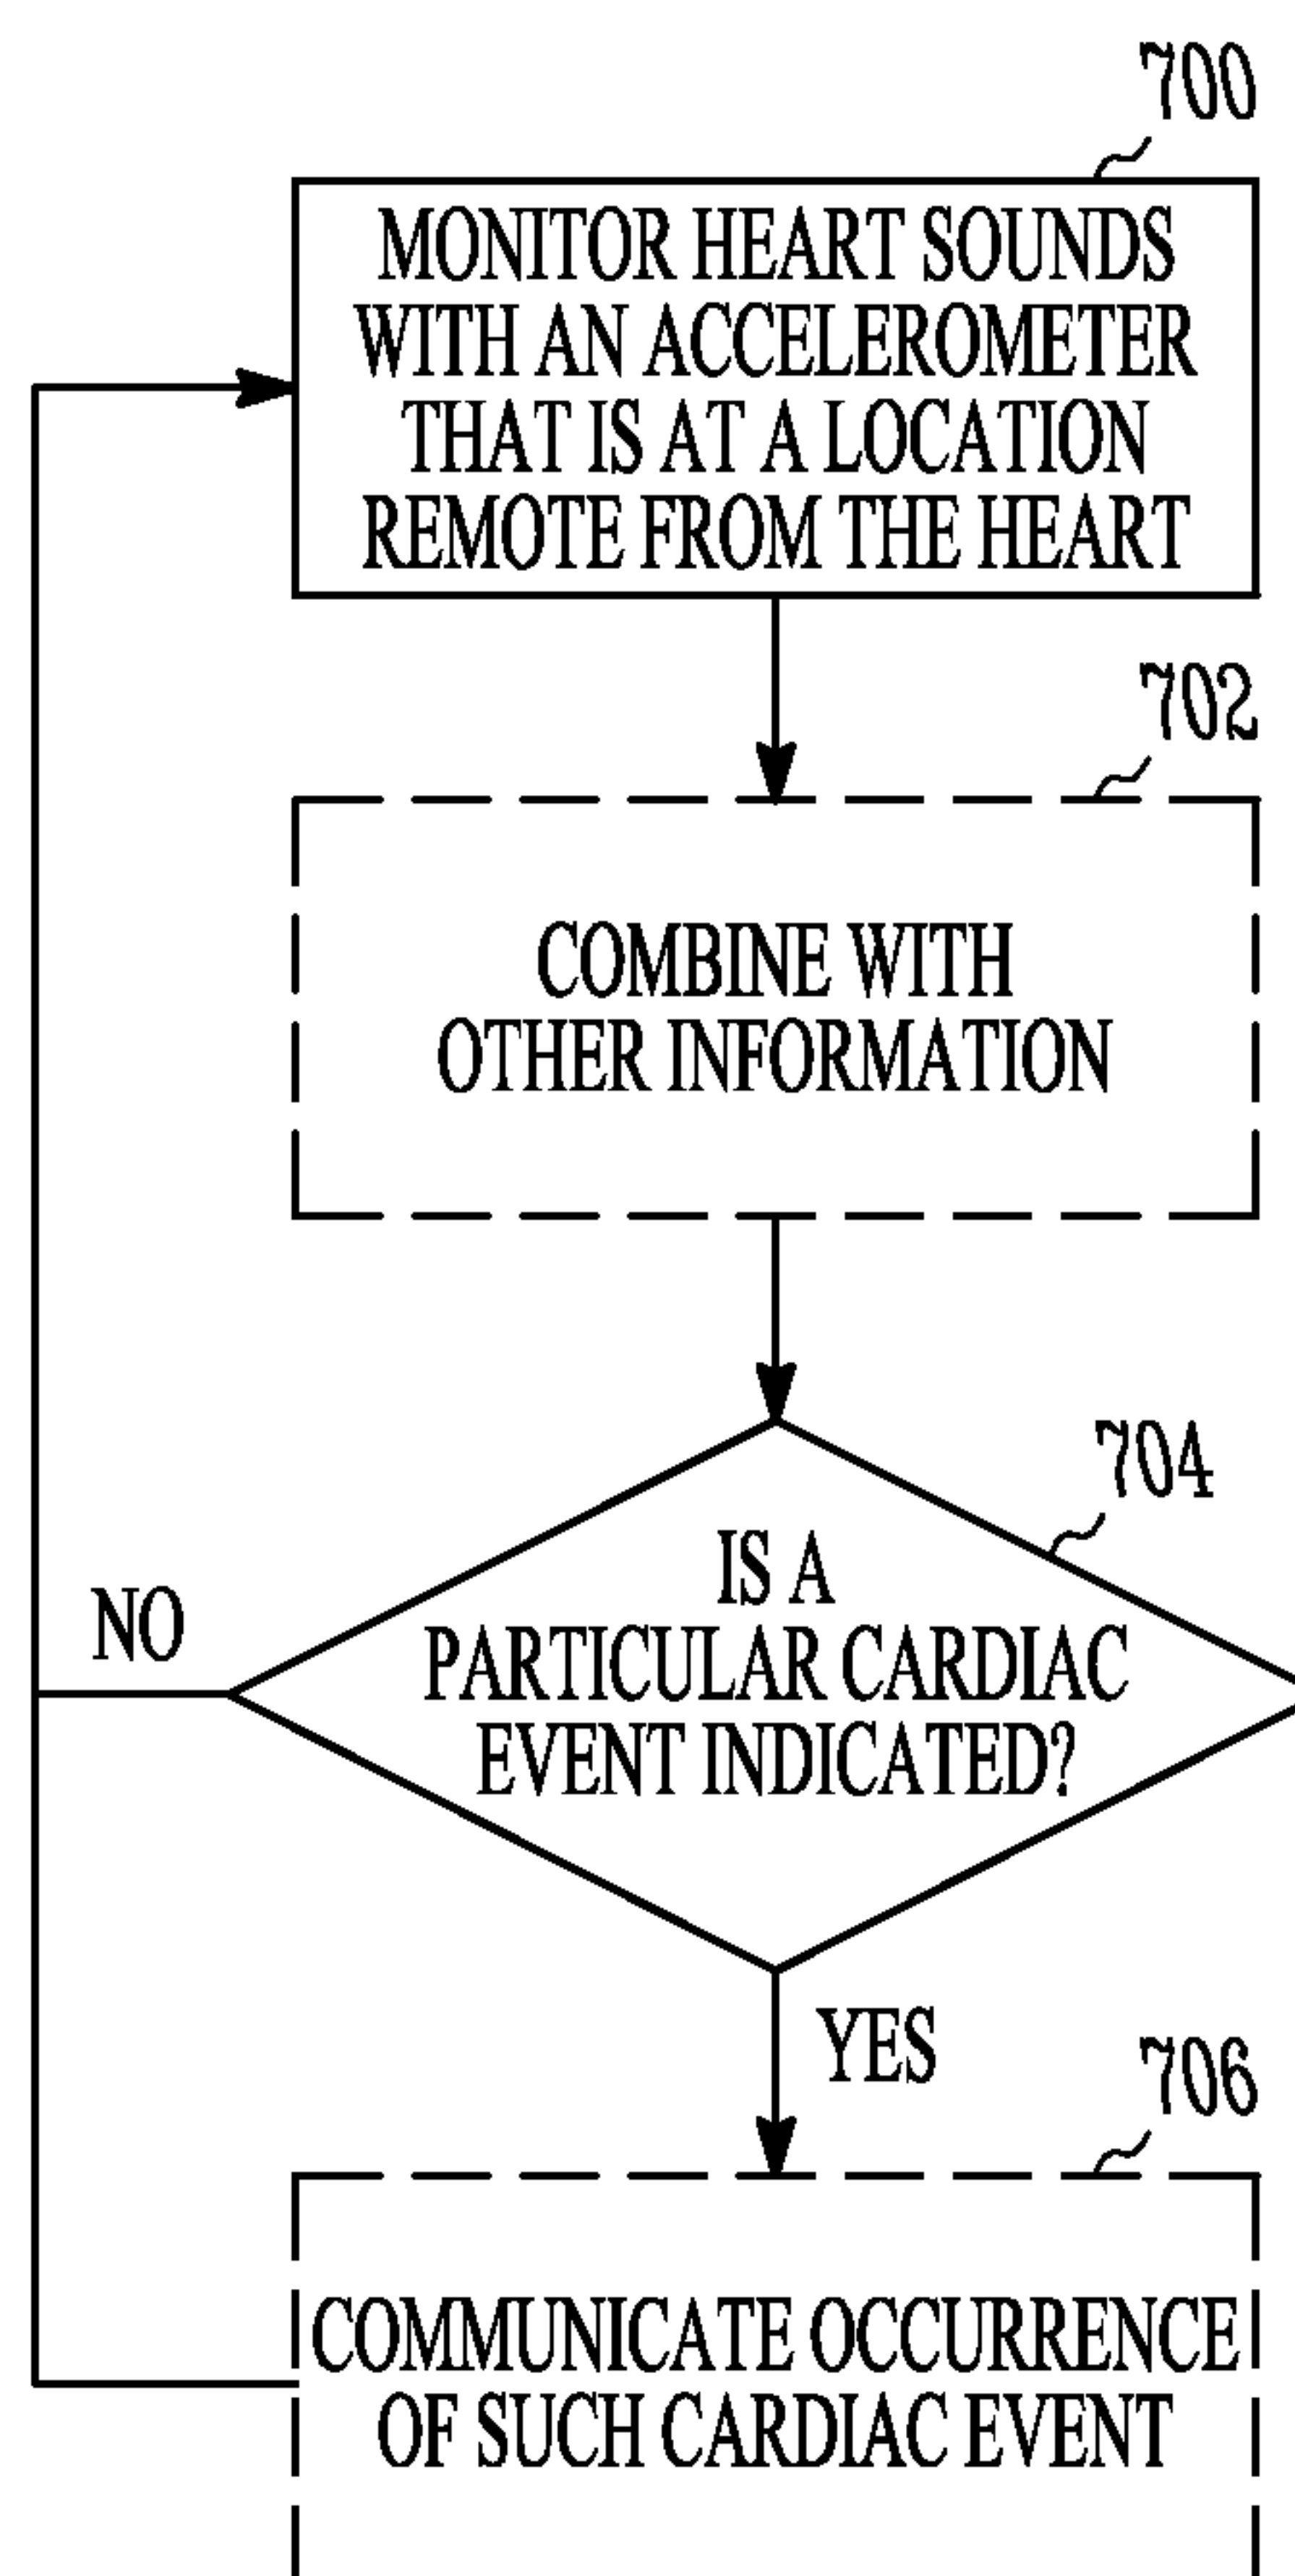 700
MONITOR HEART SOUNDS
WITH AN ACCELEROMETER
THAT IS AT A LOCATION
REMOTE FROM THE HEART
702
COMBINE WITH
OTHER INFORMATION
704
IS A
PARTICULAR CARDIAC
EVENT INDICATED?
NO
YES
706
COMMUNICATE OCCURRENCE
OF SUCH CARDIAC EVENT